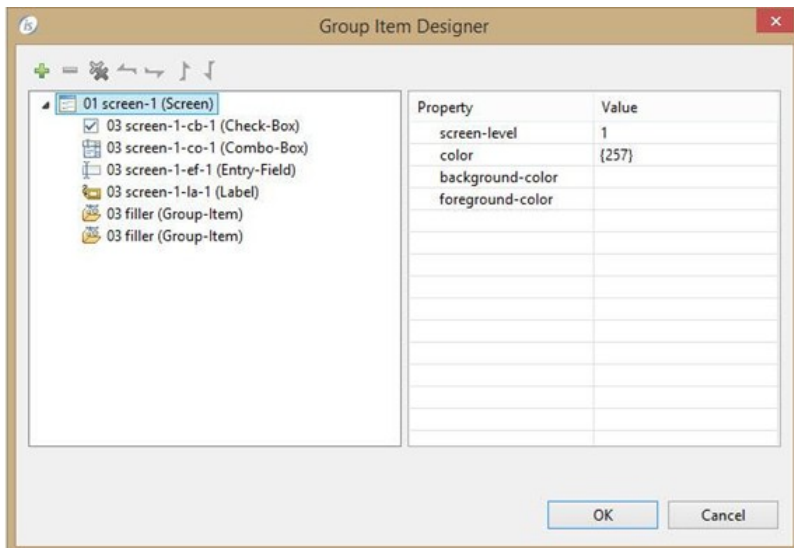 is
Group Item Designer
01 screen-1 (Screen)
03 screen-1-cb-1 (Check-Box)
03 screen-1-co-1 (Combo-Box)
03 screen-1-ef-1 (Entry-Field)
03 screen-1-la-1 (Label)
03 filler (Group-Item)
03 filler (Group-Item)
Property Value
screen-level 1
color {257}
background-color
foreground-color
OK Cancel